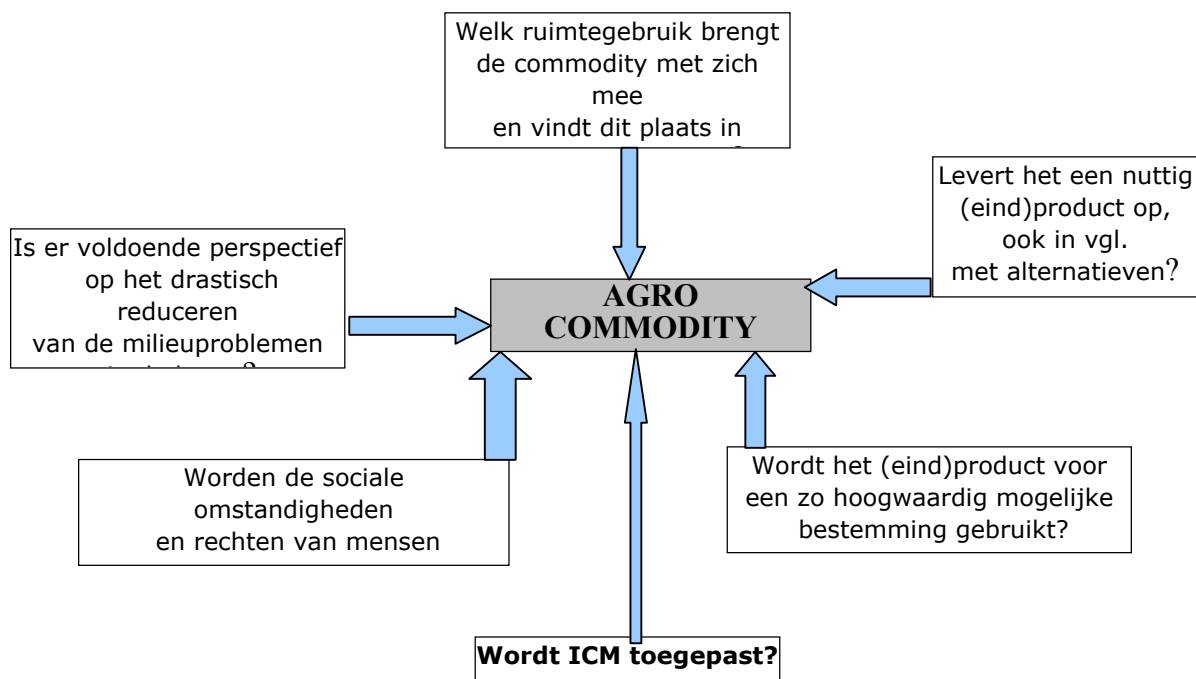 Welk ruimtegebruik brengt
de commodity met zich
mee
en vindt dit plaats in
Levert het een nuttig
(eind)product op,
ook in vgl.
met alternatieven?
Is er voldoende perspectief
op het drastisch
reduceren
van de milieuproblemen
AGRO
COMMODITY
Worden de sociale
omstandigheden
en rechten van mensen
Wordt het (eind)product voor
een zo hoogwaardig mogelijke
bestemming gebruikt?
Wordt ICM toegepast?